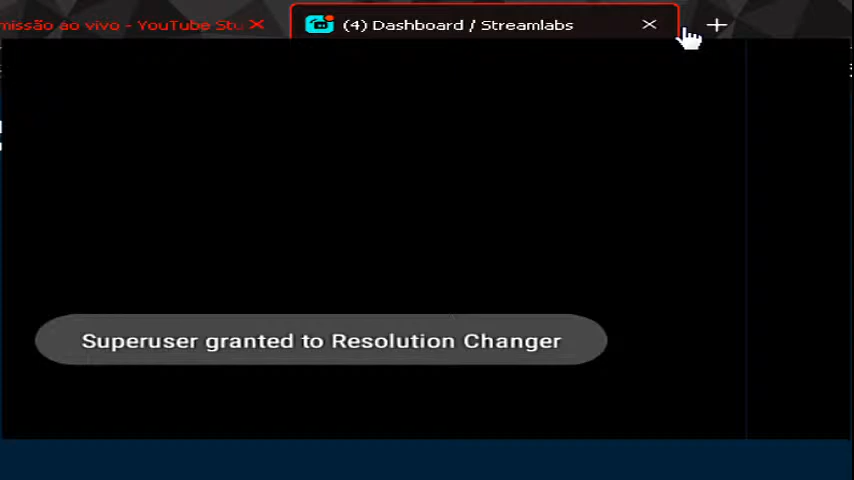 missão ao vivo - YouTube Stu
(4) Dashboard / Streamlabs
Superuser granted to Resolution Changer